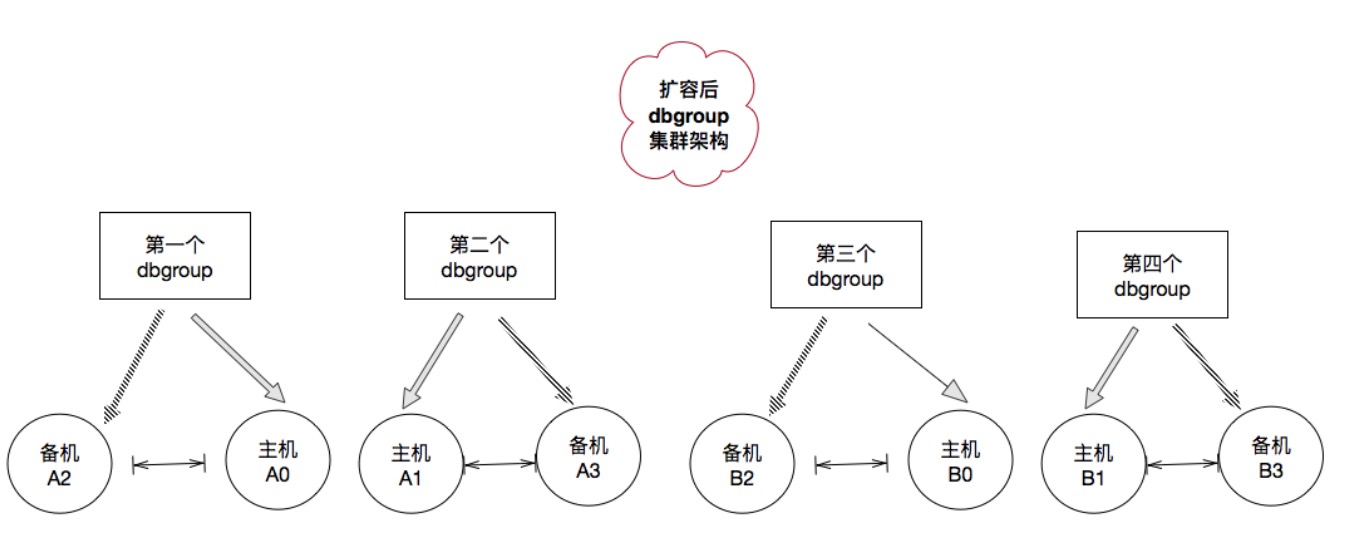 扩容后
dbgroup
集群架构
第一个
dbgroup
第二个
dbgroup
第三个
dbgroup
第四个
dbgroup
备机
A2
主机
A0
主机
A1
备机
A3
备机
B2
主机
B0
主机
B1
备机
B3